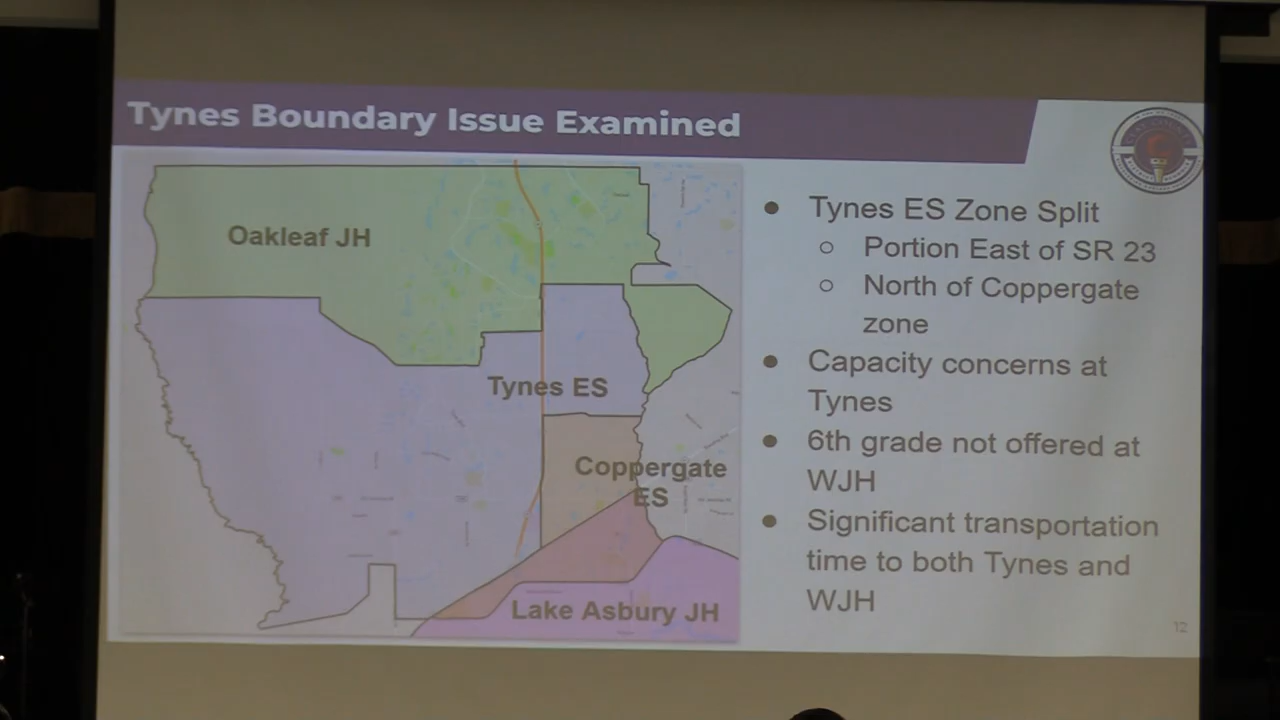 Tynes Boundary Issue Examined
Oakleaf JH
Tynes ES
Coppergate
ES
Lake Asbury JH
● Tynes ES Zone Split
○ Portion East of SR 23
○ North of Coppergate
zone
● Capacity concerns at
Tynes
● 6th grade not offered at
WJH
● Significant transportation
time to both Tynes and
WJH
12